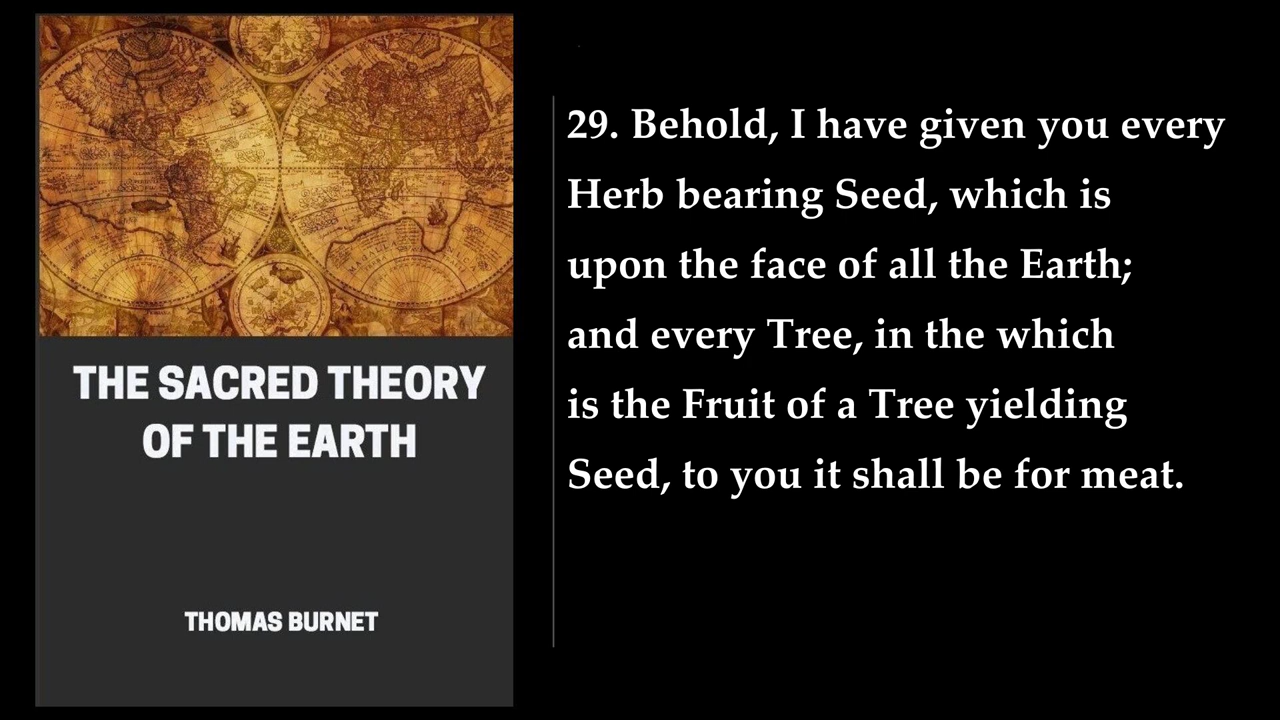 THE SACRED THEORY
OF THE EARTH
THOMAS BURNET
29. Behold, I have given you every
Herb bearing Seed, which is
upon the face of all the Earth;
and every Tree, in the which
is the Fruit of a Tree yielding
Seed, to you it shall be for meat.